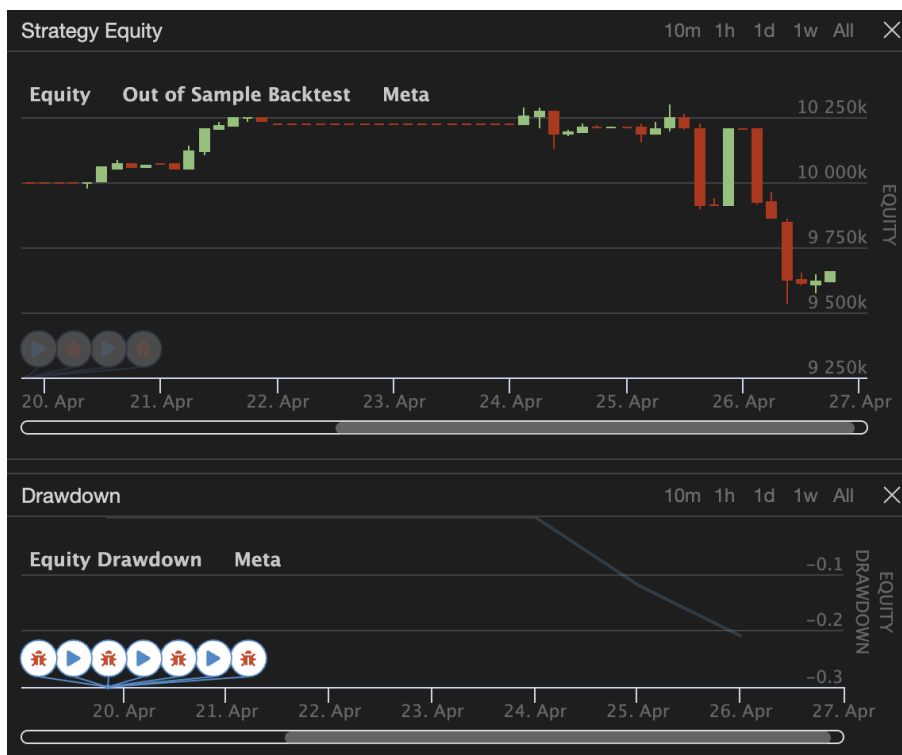 Strategy Equity 10m 1h 1d 1w All
Equity Out of Sample Backtest Meta
10 250k
10 000k
9 750k
9 500k
9 250k
EQUITY
20. Apr 21. Apr 22. Apr 23. Apr 24. Apr 25. Apr 26. Apr 27. Apr
Drawdown 10m 1h 1d 1w All
Equity Drawdown Meta
−0.1
−0.2
−0.3
EQUITY
DRAWDOWN
20. Apr 21. Apr 22. Apr 23. Apr 24. Apr 25. Apr 26. Apr 27. Apr